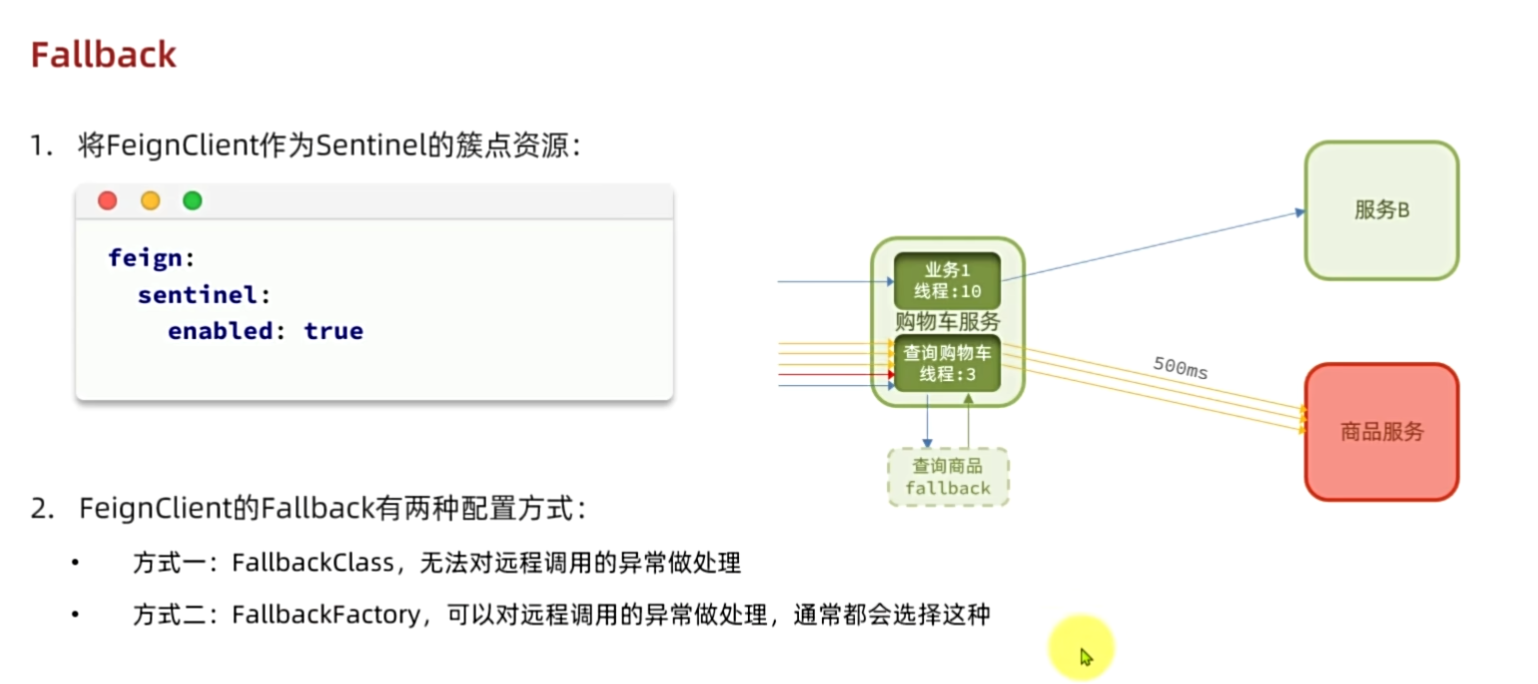 Fallback
1. 将FeignClient作为Sentinel的簇点资源：
feign:
sentinel:
enabled: true
业务1
线程:10
购物车服务
查询购物车
线程:3
查询商品
fallback
500ms
服务B
商品服务
2. FeignClient的Fallback有两种配置方式：
• 方式一：FallbackClass，无法对远程调用的异常做处理
• 方式二：FallbackFactory，可以对远程调用的异常做处理，通常都会选择这种